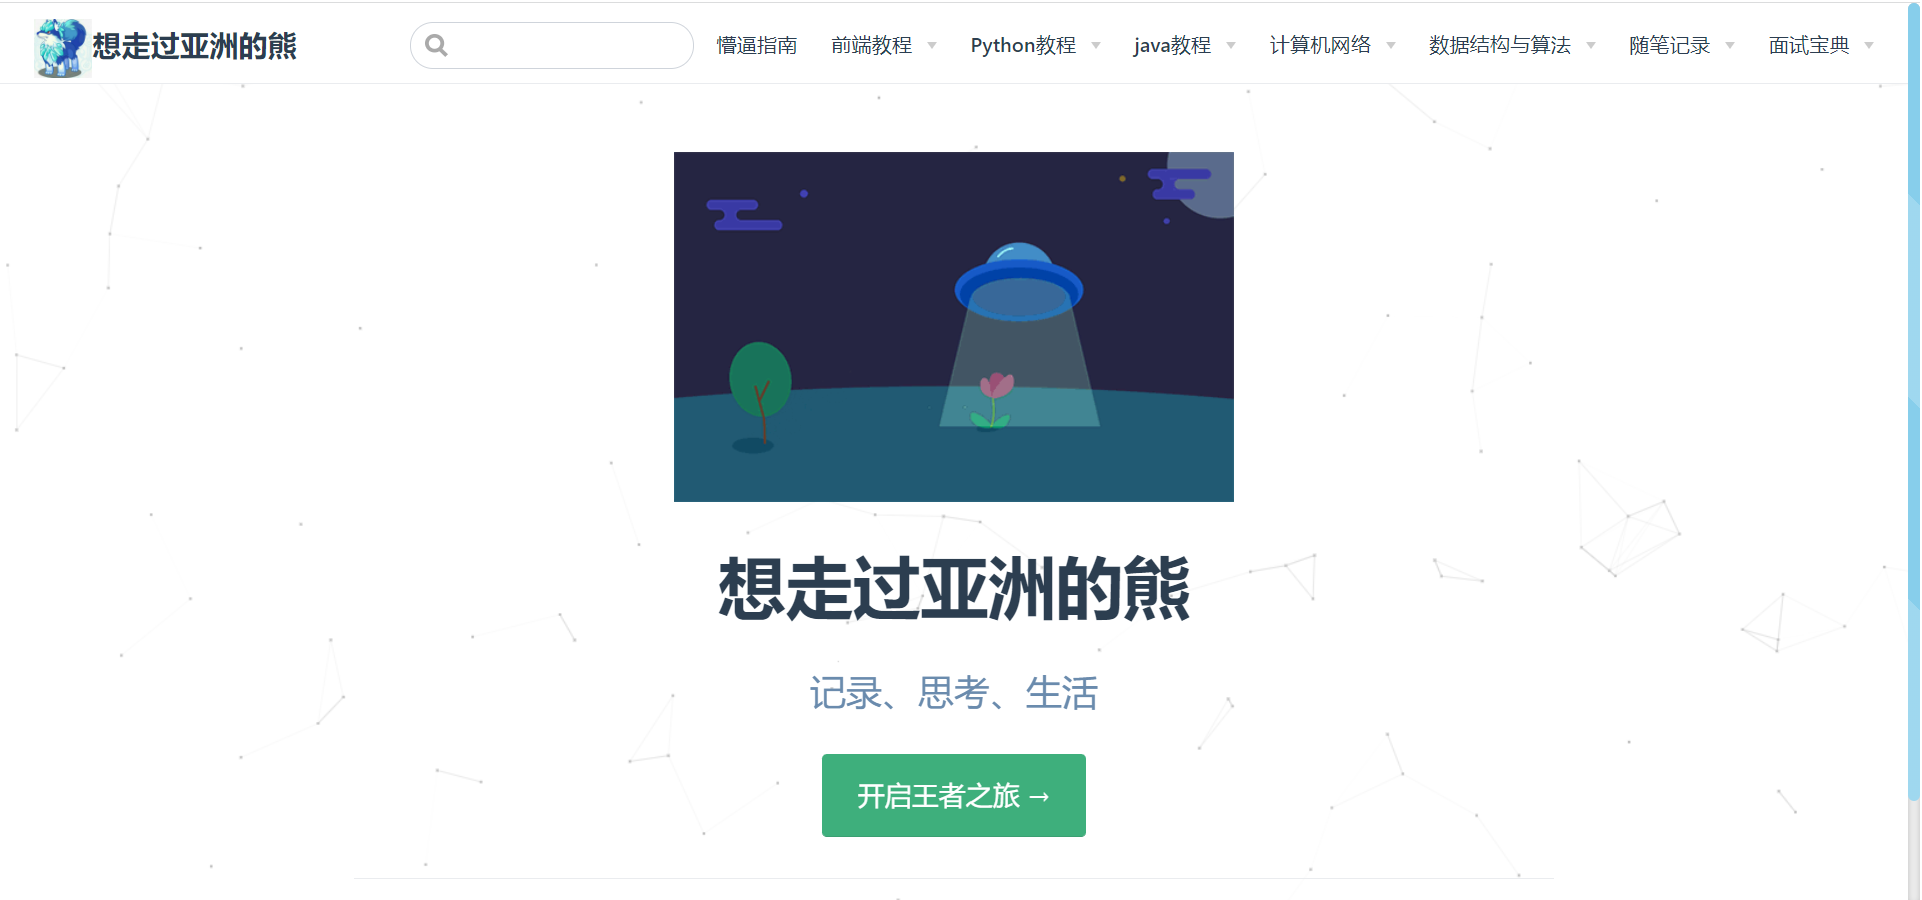 想走过亚洲的熊
懵逼指南 前端教程 Python教程 java教程 计算机网络 数据结构与算法 随笔记录 面试宝典
想走过亚洲的熊
记录、思考、生活
开启王者之旅 →